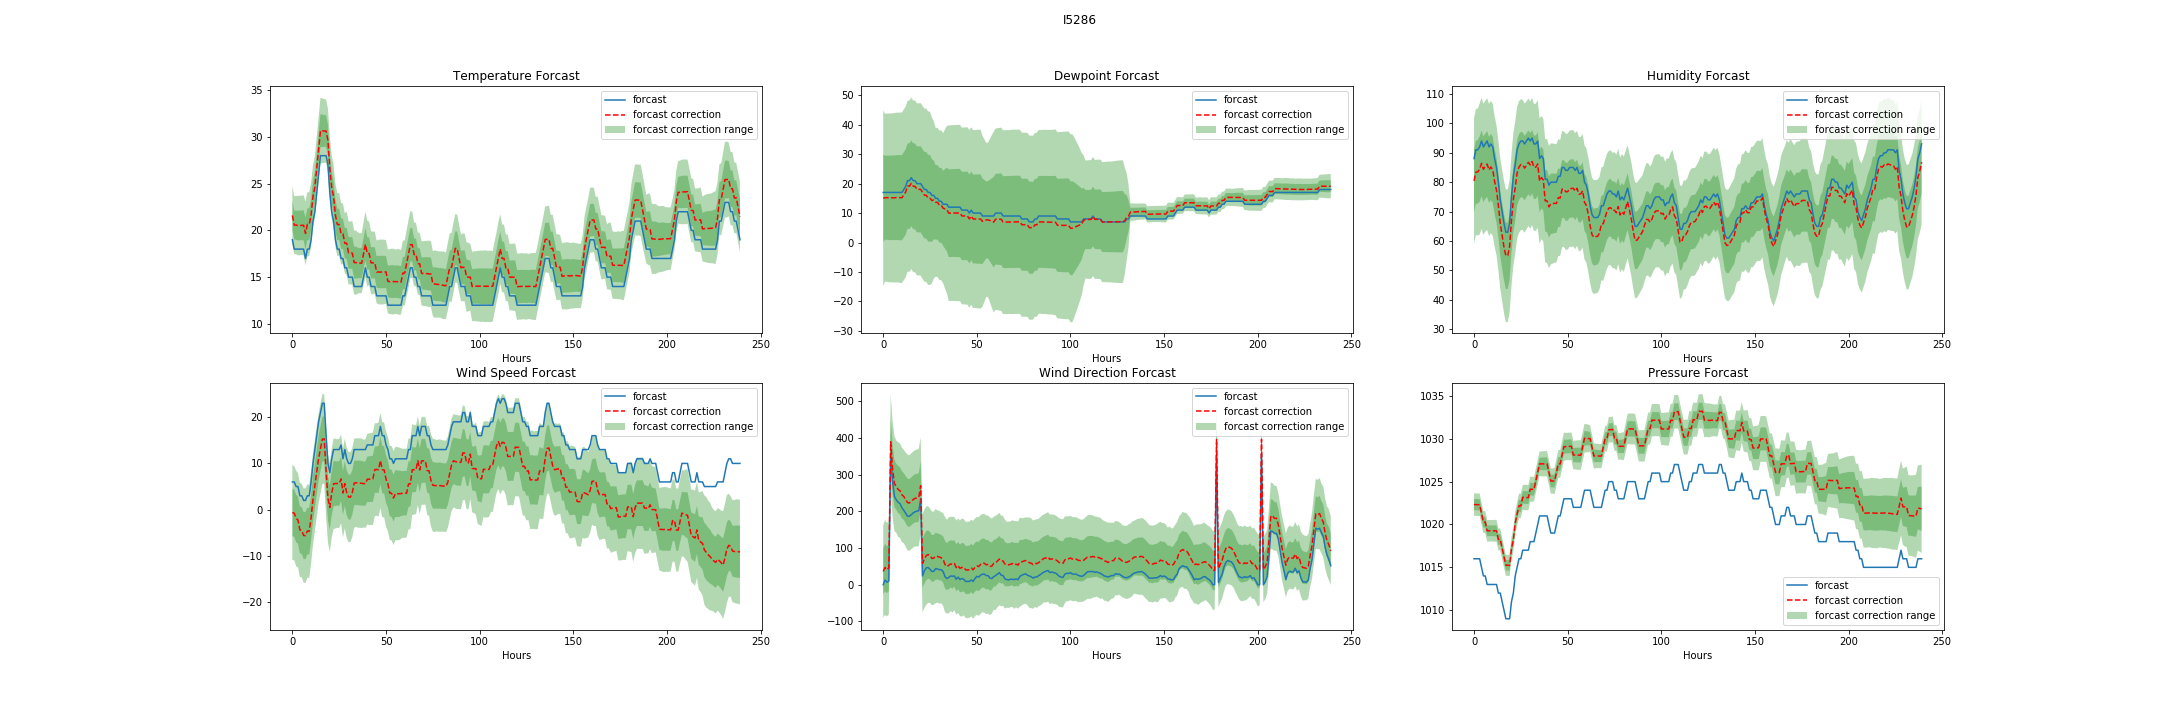 I5286
Temperature Forcast
35
30
25
20
15
10
0 50 100 150 200 250
Hours
forcast
forcast correction
forcast correction range
Dewpoint Forcast
50
40
30
20
10
0
−10
−20
−30
0 50 100 150 200 250
Hours
forcast
forcast correction
forcast correction range
Humidity Forcast
110
100
90
80
70
60
50
40
30
0 50 100 150 200 250
Hours
forcast
forcast correction
forcast correction range
Wind Speed Forcast
20
10
0
−10
−20
0 50 100 150 200 250
Hours
forcast
forcast correction
forcast correction range
Wind Direction Forcast
500
400
300
200
100
0
−100
0 50 100 150 200 250
Hours
forcast
forcast correction
forcast correction range
Pressure Forcast
1035
1030
1025
1020
1015
1010
0 50 100 150 200 250
Hours
forcast
forcast correction
forcast correction range